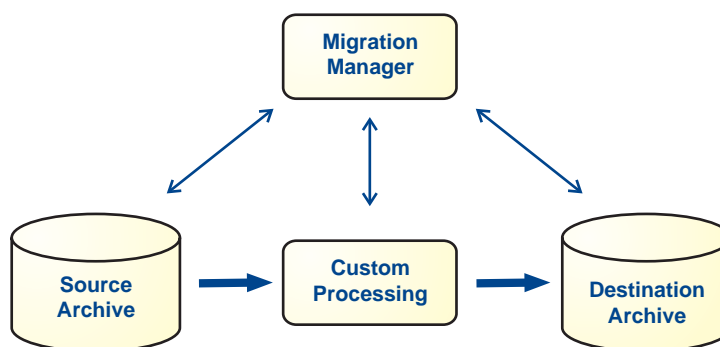 Migration
Manager
Source
Archive
Custom
Processing
Destination
Archive